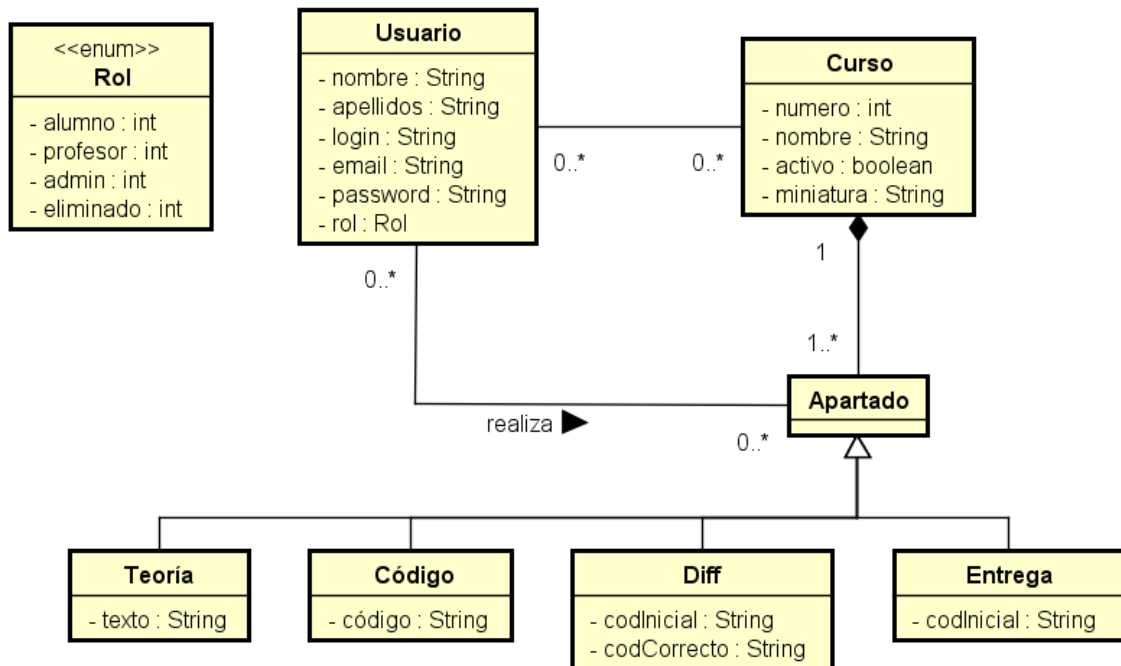 <<enum>>
Rol
- alumno : int
- profesor : int
- admin : int
- eliminado : int
Usuario
- nombre : String
- apellidos : String
- login : String
- email : String
- password : String
- rol : Rol
Curso
- numero : int
- nombre : String
- activo : boolean
- miniatura : String
0..*
0..*
0..*
1
1..*
realiza ▶
0..*
Apartado
Teoría
- texto : String
Código
- código : String
Diff
- codInicial : String
- codCorrecto : String
Entrega
- codInicial : String